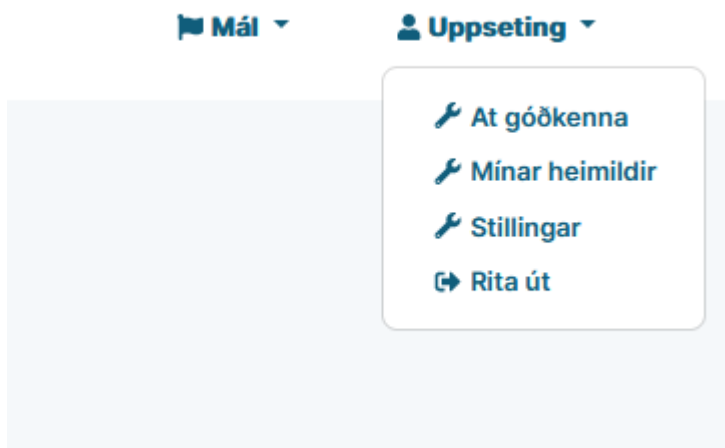 Mál
Uppseting
At góðkenna
Mínar heimildir
Stillingar
Rita út